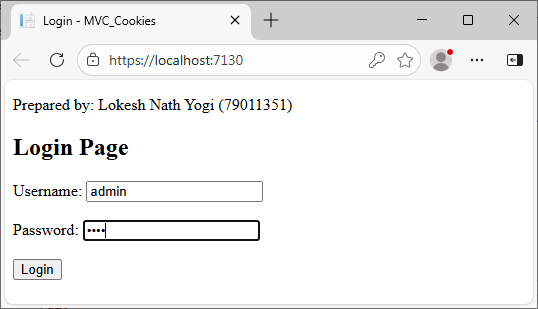 Login - MVC_Cookies
https://localhost:7130
Prepared by: Lokesh Nath Yogi (79011351)
Login Page
Username: admin
Password: ••••
Login